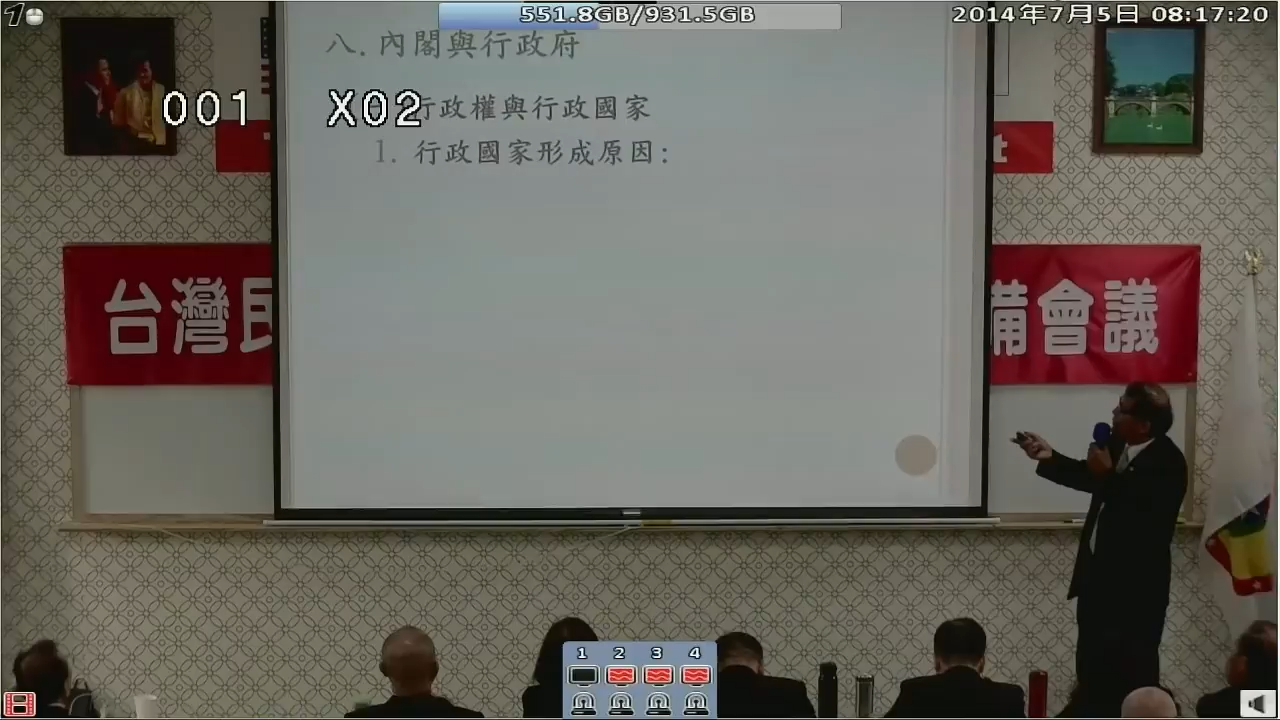 551.8GB/931.5GB
2014年7月5日 08:17:20
八. 內閣與行政府
001 X02
行政權與行政國家
1. 行政國家形成原因:
t
台灣民
備會議
1 2 3 4